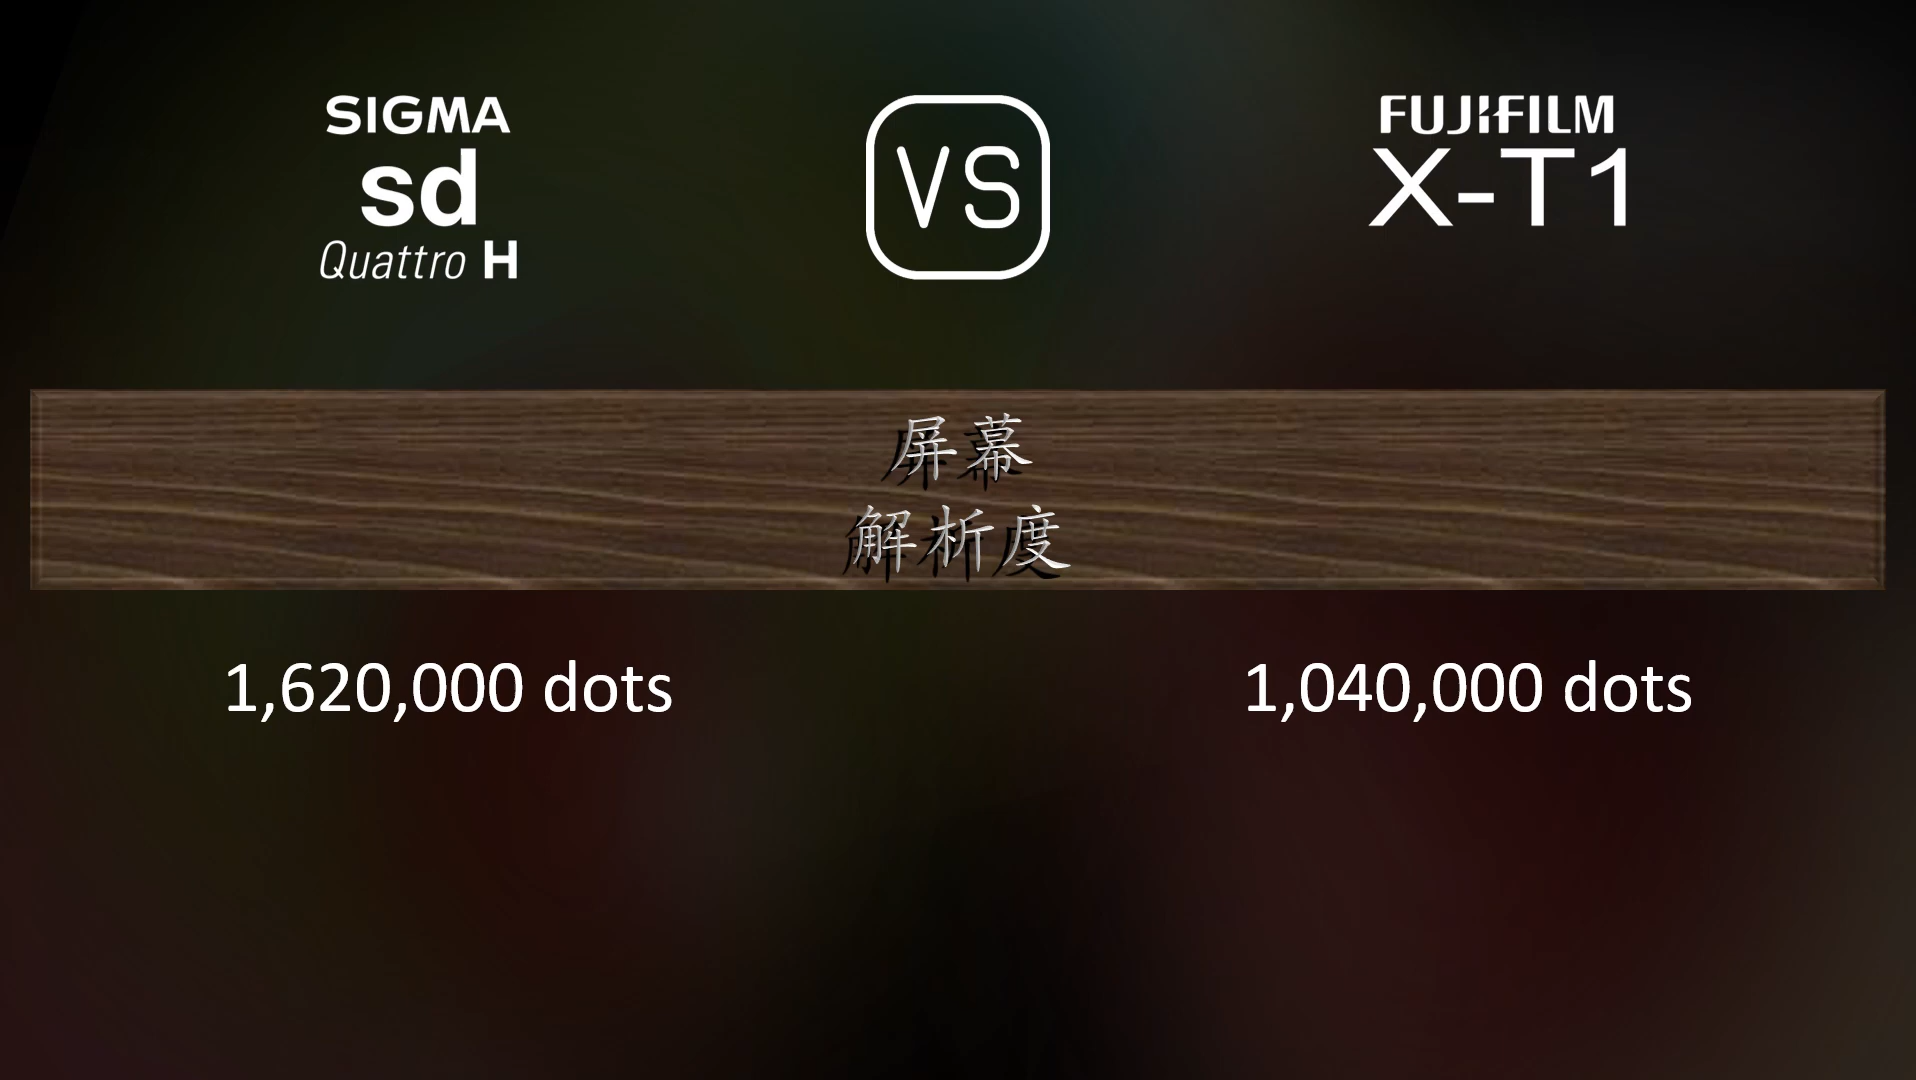 SIGMA
sd
Quattro H
VS
FUJIFILM
X-T1
屏幕
解析度
1,620,000 dots
1,040,000 dots